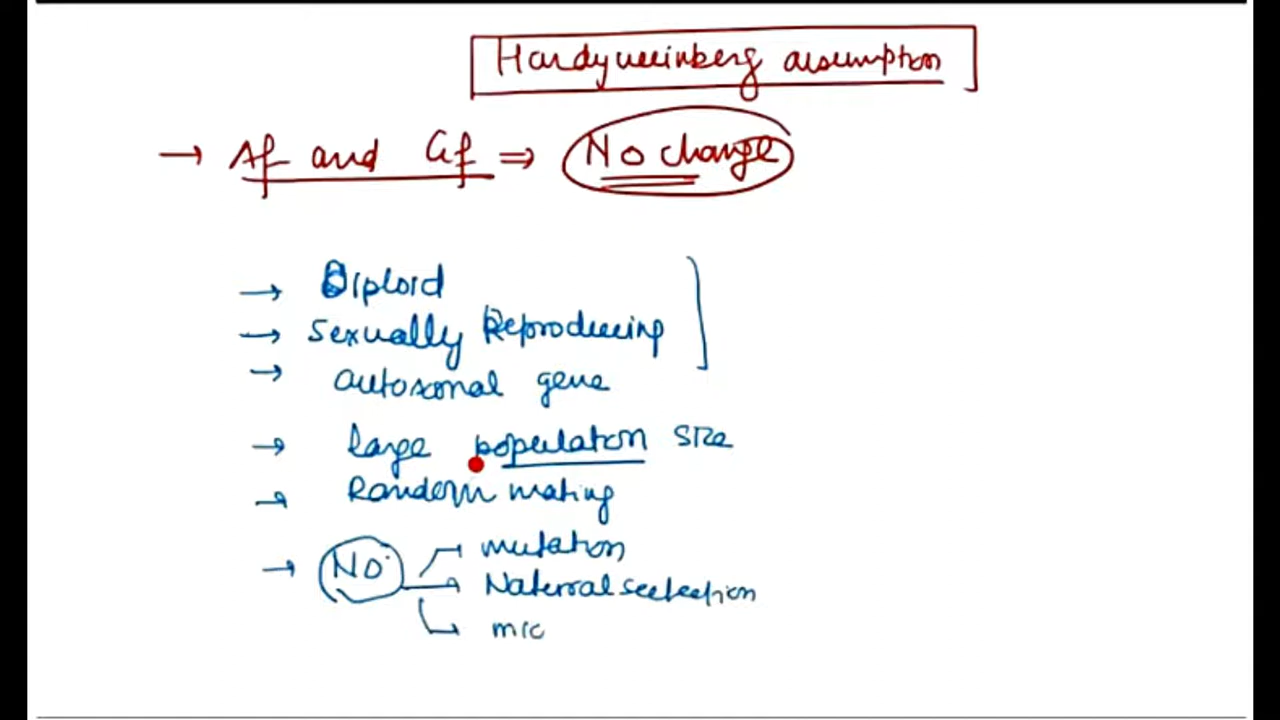 Hardyweinberg assumption
→ Af and Gf ⇒ No change
→ Diploid
→ Sexually Reproducing
→ autosomal gene
→ large population size
→ Random mating
→ NO → mutation
→ Natural selection
→ mic